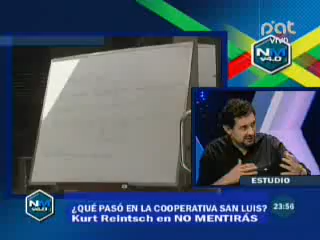 P'at
VIVO
NM
v4.0
ESTUDIO
NM
v4.0
¿QUÉ PASÓ EN LA COOPERATIVA SAN LUIS?
23:56
Kurt Reintsch en NO MENTIRÁS